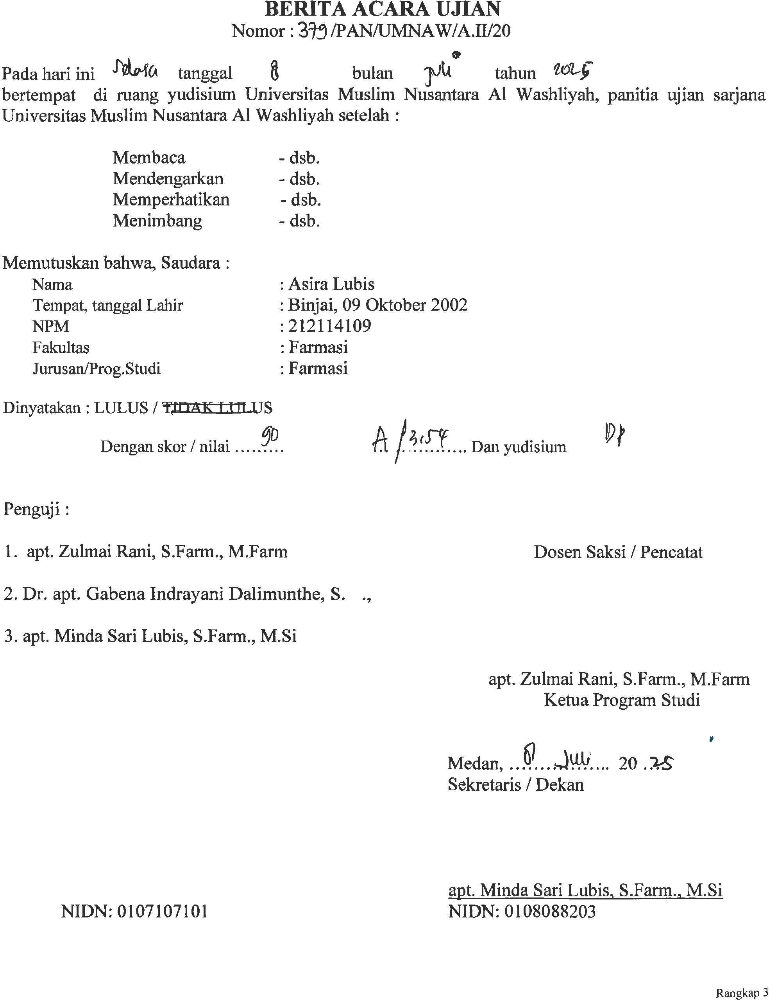 BERITA ACARA UJIAN
Nomor : 379 /PAN/UMNAW/A.II/20
Pada hari ini Selasa tanggal 8 bulan Juli tahun 2025
bertempat di ruang yudisium Universitas Muslim Nusantara Al Washliyah, panitia ujian sarjana
Universitas Muslim Nusantara Al Washliyah setelah :
Membaca - dsb.
Mendengarkan - dsb.
Memperhatikan - dsb.
Menimbang - dsb.
Memutuskan bahwa, Saudara :
Nama : Asira Lubis
Tempat, tanggal Lahir : Binjai, 09 Oktober 2002
NPM : 212114109
Fakultas : Farmasi
Jurusan/Prog.Studi : Farmasi
Dinyatakan : LULUS / TIDAK LULUS
Dengan skor / nilai ......... 90 A / 3,54 ............ Dan yudisium
Penguji :
1. apt. Zulmai Rani, S.Farm., M.Farm Dosen Saksi / Pencatat
2. Dr. apt. Gabena Indrayani Dalimunthe, S. .,
3. apt. Minda Sari Lubis, S.Farm., M.Si
apt. Zulmai Rani, S.Farm., M.Farm
Ketua Program Studi
Medan, ..8....Juli.... 20 ..25
Sekretaris / Dekan
apt. Minda Sari Lubis, S.Farm., M.Si
NIDN: 0107107101 NIDN: 0108088203
Rangkap 3